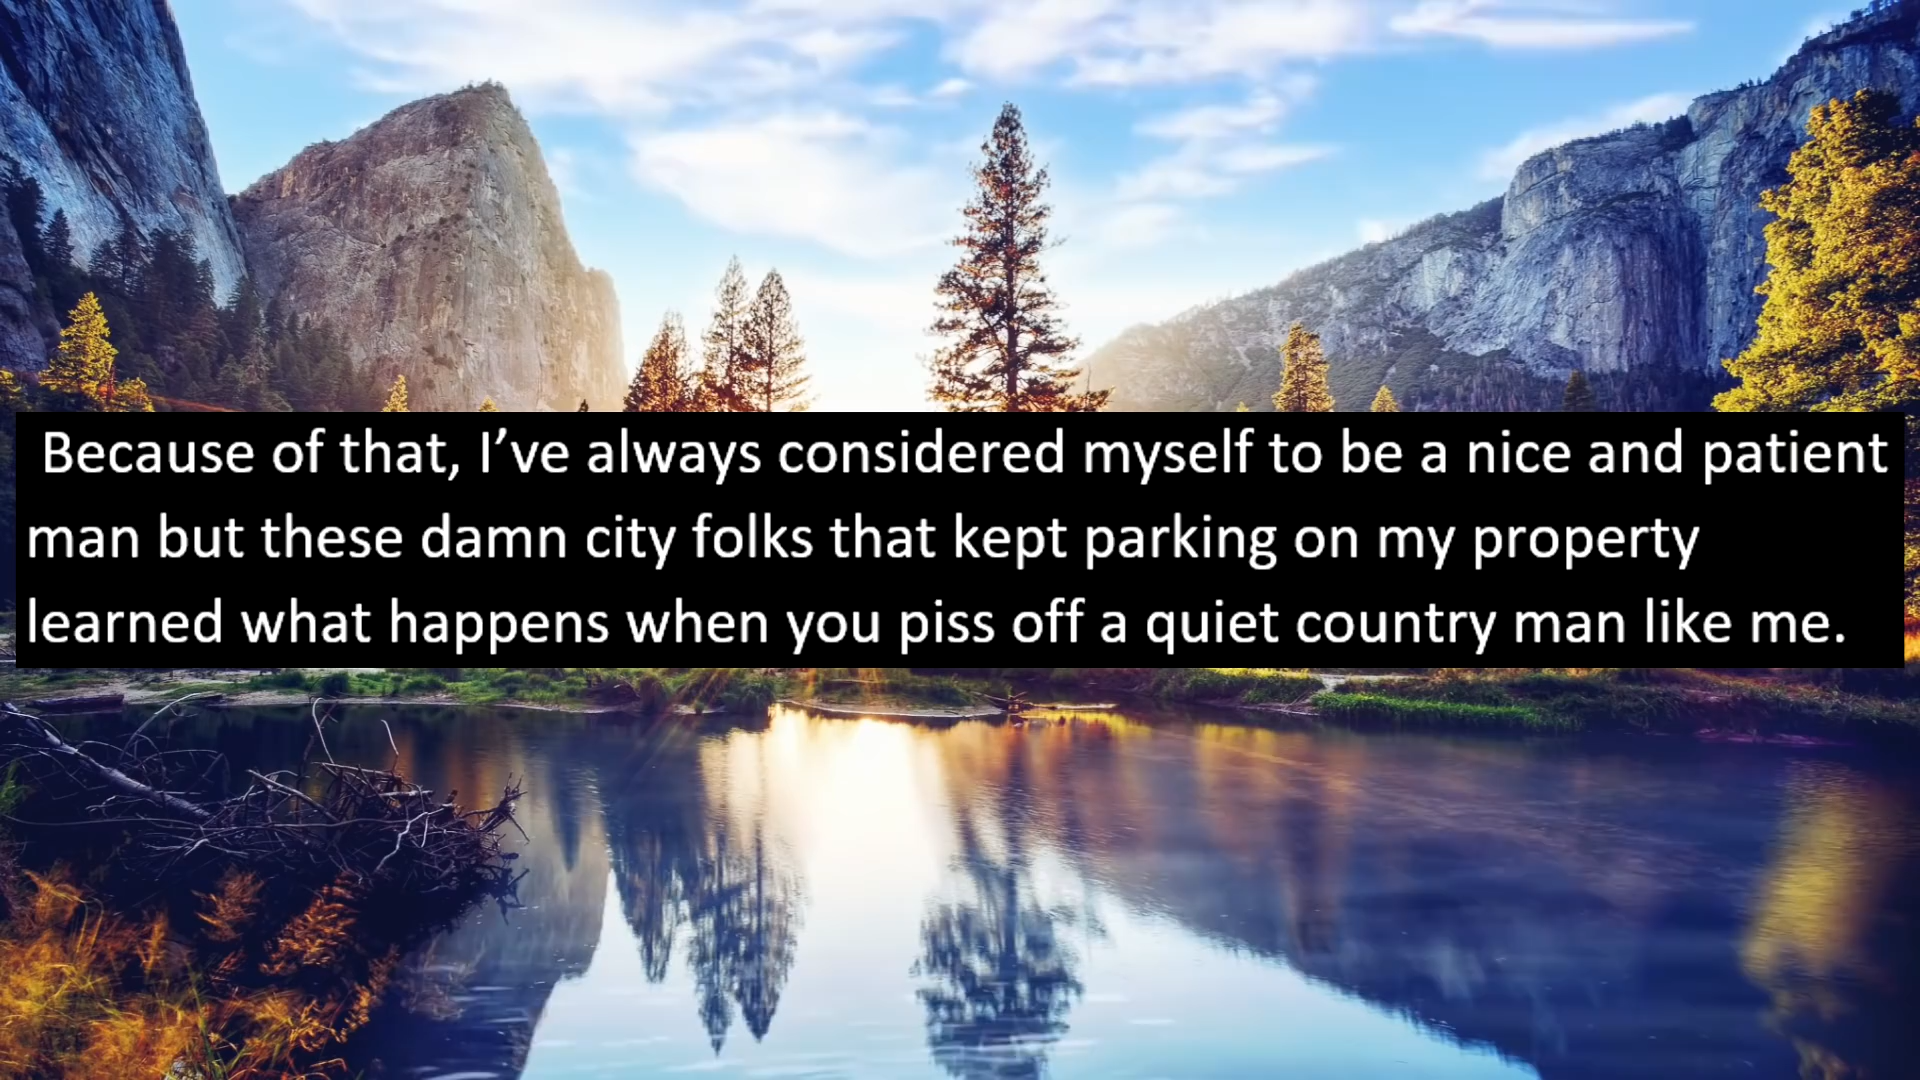 Because of that, I’ve always considered myself to be a nice and patient
man but these damn city folks that kept parking on my property
learned what happens when you piss off a quiet country man like me.